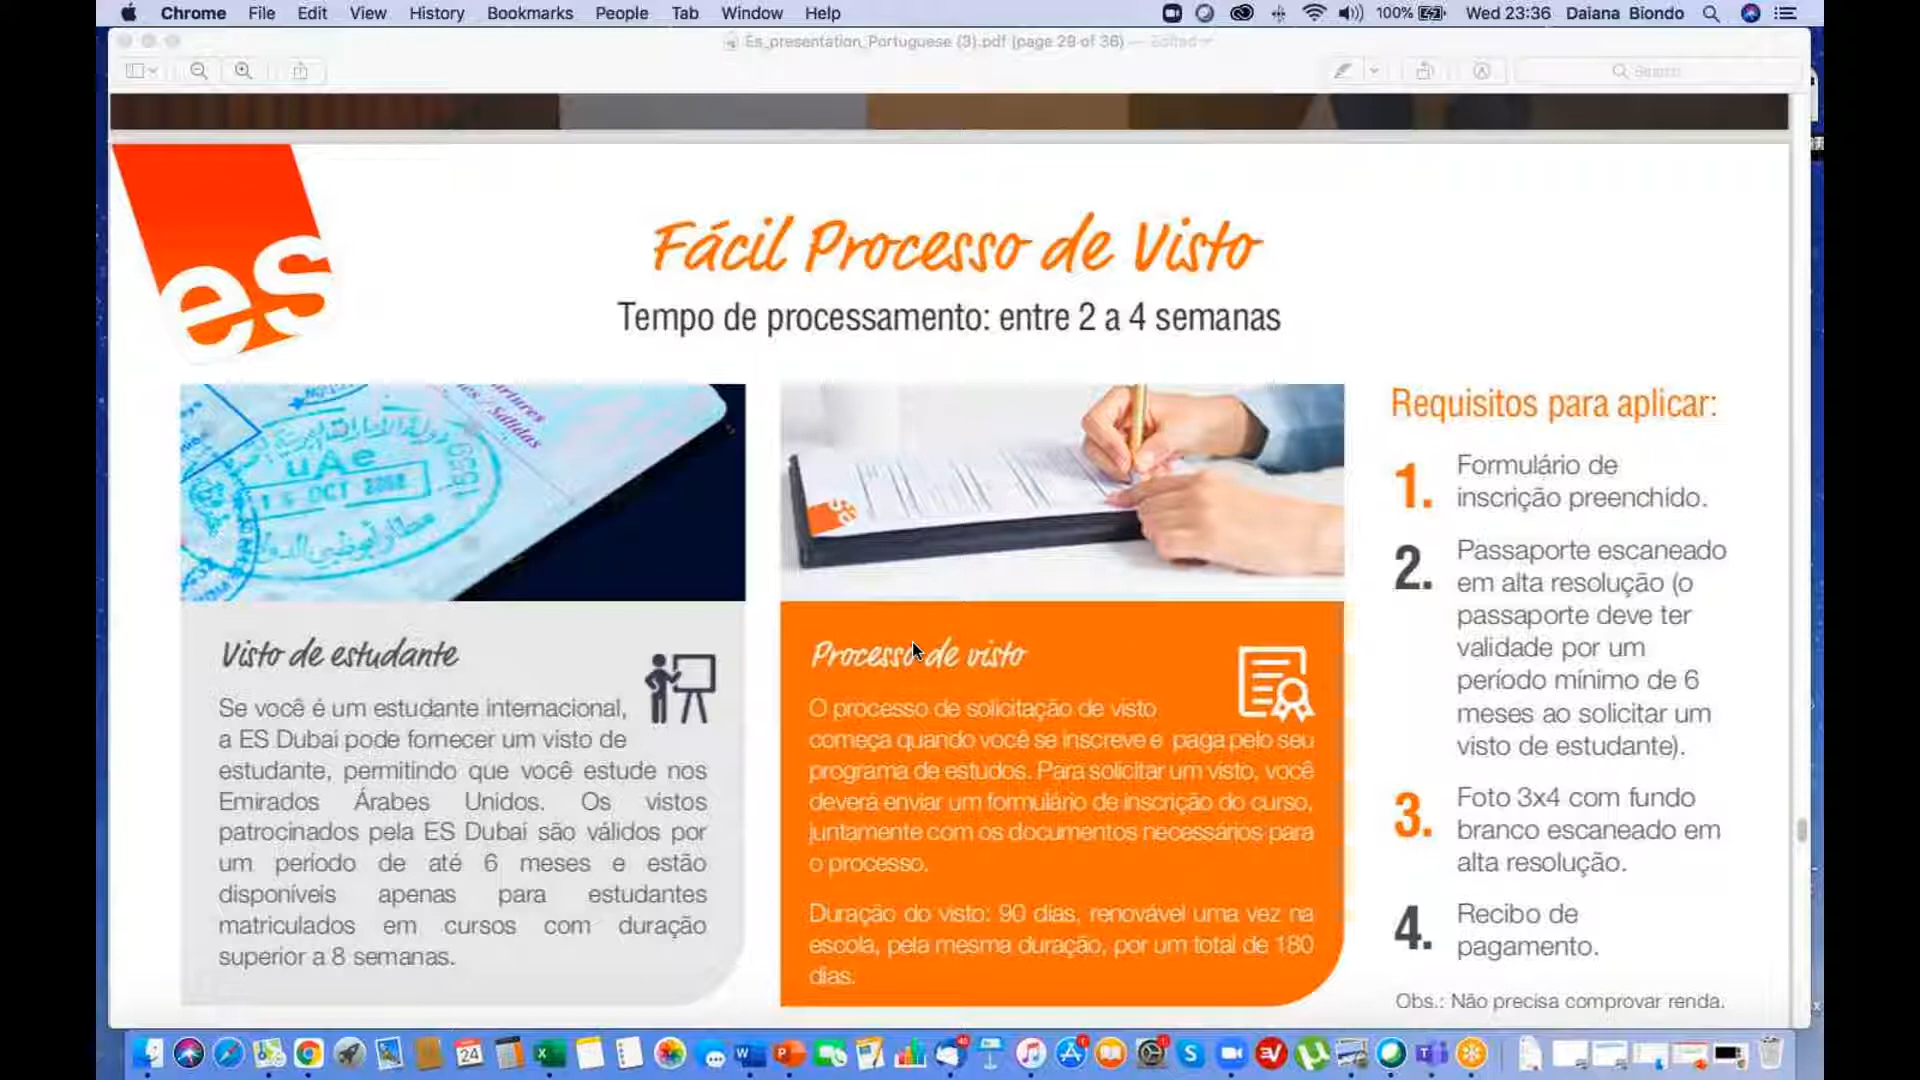 Chrome File Edit View History Bookmarks People Tab Window Help 100% Wed 23:36 Daiana Biondo
Es_presentation_Portuguese (3).pdf (page 29 of 36) — Edited
Search
es
Fácil Processo de Visto
Tempo de processamento: entre 2 a 4 semanas
Sálidas
UAE
es
Visto de estudante
Se você é um estudante internacional,
a ES Dubai pode fornecer um visto de
estudante, permitindo que você estude nos
Emirados Árabes Unidos. Os vistos
patrocinados pela ES Dubai são válidos por
um período de até 6 meses e estão
disponíveis apenas para estudantes
matriculados em cursos com duração
superior a 8 semanas.
Processo de visto
O processo de solicitação de visto
começa quando você se inscreve e paga pelo seu
programa de estudos. Para solicitar um visto, você
deverá enviar um formulário de inscrição do curso,
juntamente com os documentos necessários para
o processo.
Duração do visto: 90 dias, renovável uma vez na
escola, pela mesma duração, por um total de 180
dias.
Requisitos para aplicar:
1. Formulário de
inscrição preenchido.
2. Passaporte escaneado
em alta resolução (o
passaporte deve ter
validade por um
período mínimo de 6
meses ao solicitar um
visto de estudante).
3. Foto 3x4 com fundo
branco escaneado em
alta resolução.
4. Recibo de
pagamento.
Obs.: Não precisa comprovar renda.
24